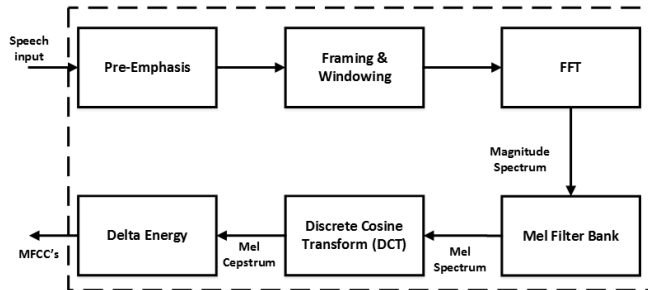 Speech
input
Pre-Emphasis
Framing &
Windowing
FFT
Magnitude
Spectrum
Mel Filter Bank
Mel
Spectrum
Discrete Cosine
Transform (DCT)
Mel
Cepstrum
Delta Energy
MFCC's